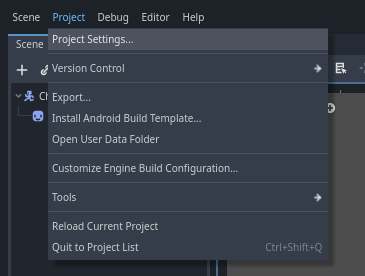 Scene Project Debug Editor Help
Scene
Project Settings...
Version Control
Export...
Install Android Build Template...
Open User Data Folder
Customize Engine Build Configuration...
Tools
Reload Current Project
Quit to Project List Ctrl+Shift+Q